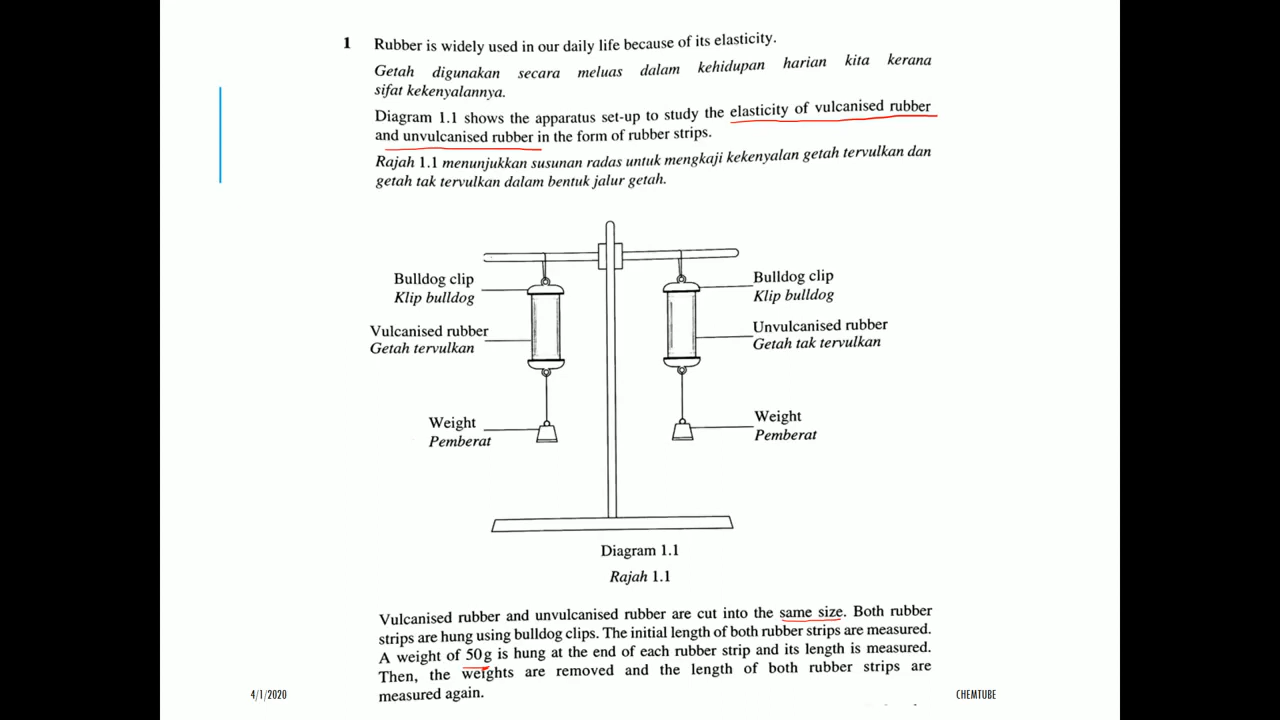 1 Rubber is widely used in our daily life because of its elasticity.
Getah digunakan secara meluas dalam kehidupan harian kita kerana
sifat kekenyalannya.
Diagram 1.1 shows the apparatus set-up to study the elasticity of vulcanised rubber
and unvulcanised rubber in the form of rubber strips.
Rajah 1.1 menunjukkan susunan radas untuk mengkaji kekenyalan getah tervulkan dan
getah tak tervulkan dalam bentuk jalur getah.
Bulldog clip
Klip bulldog
Vulcanised rubber
Getah tervulkan
Weight
Pemberat
Bulldog clip
Klip bulldog
Unvulcanised rubber
Getah tak tervulkan
Weight
Pemberat
Diagram 1.1
Rajah 1.1
Vulcanised rubber and unvulcanised rubber are cut into the same size. Both rubber
strips are hung using bulldog clips. The initial length of both rubber strips are measured.
A weight of 50g is hung at the end of each rubber strip and its length is measured.
Then, the weights are removed and the length of both rubber strips are
measured again.
4/1/2020
CHEMTUBE